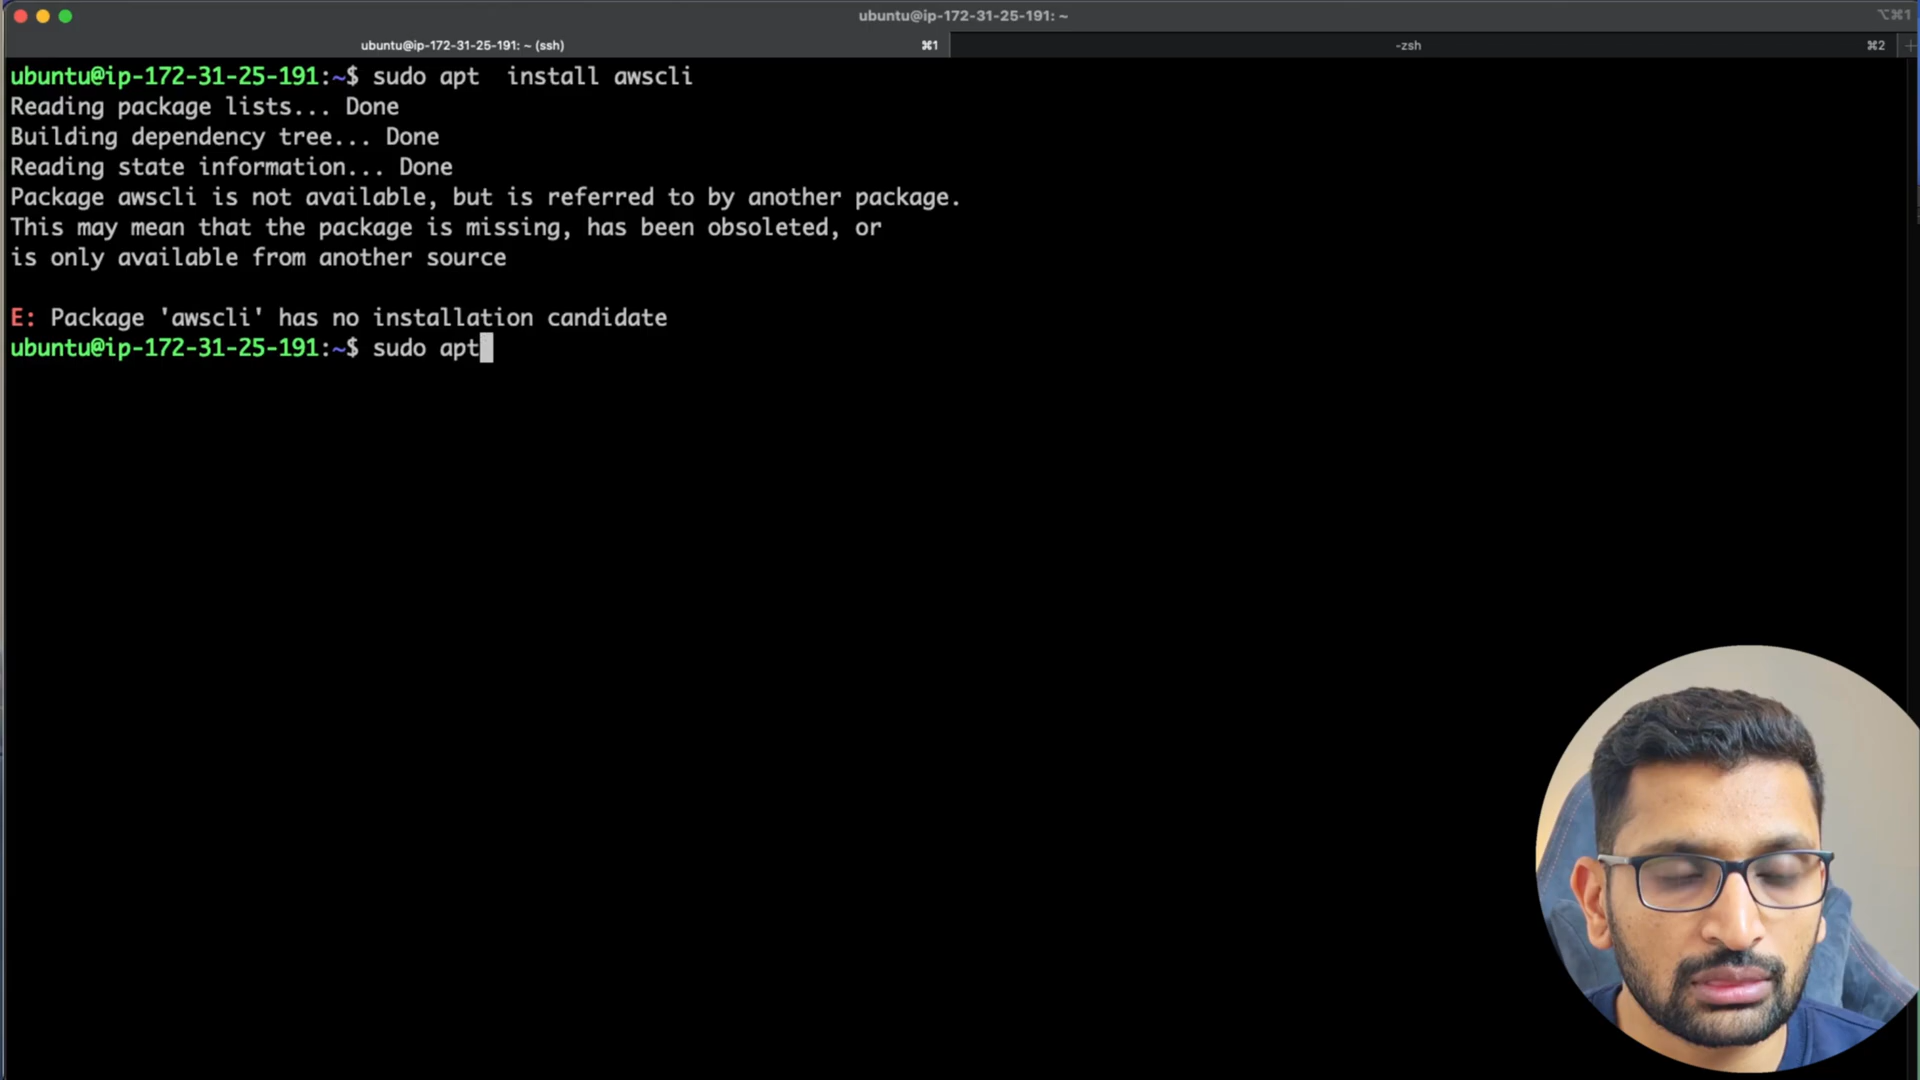 ubuntu@ip-172-31-25-191: ~
⌥⌘1
ubuntu@ip-172-31-25-191: ~ (ssh)
⌘1
-zsh
⌘2
+
ubuntu@ip-172-31-25-191:~$ sudo apt  install awscli
Reading package lists... Done
Building dependency tree... Done
Reading state information... Done
Package awscli is not available, but is referred to by another package.
This may mean that the package is missing, has been obsoleted, or
is only available from another source
E: Package 'awscli' has no installation candidate
ubuntu@ip-172-31-25-191:~$ sudo apt